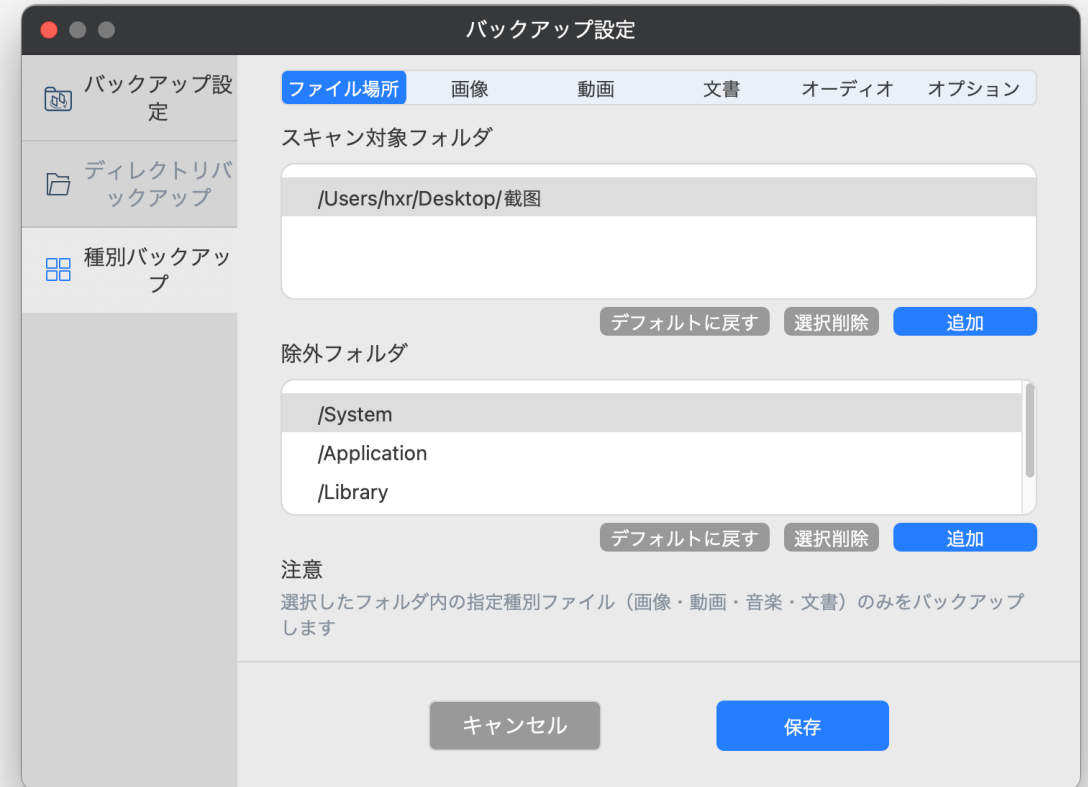 バックアップ設定
バックアップ設
定
ディレクトリバ
ックアップ
種別バックアッ
プ
ファイル場所 画像 動画 文書 オーディオ オプション
スキャン対象フォルダ
/Users/hxr/Desktop/截图
デフォルトに戻す 選択削除 追加
除外フォルダ
/System
/Application
/Library
デフォルトに戻す 選択削除 追加
注意
選択したフォルダ内の指定種別ファイル（画像・動画・音楽・文書）のみをバックアップ
します
キャンセル 保存